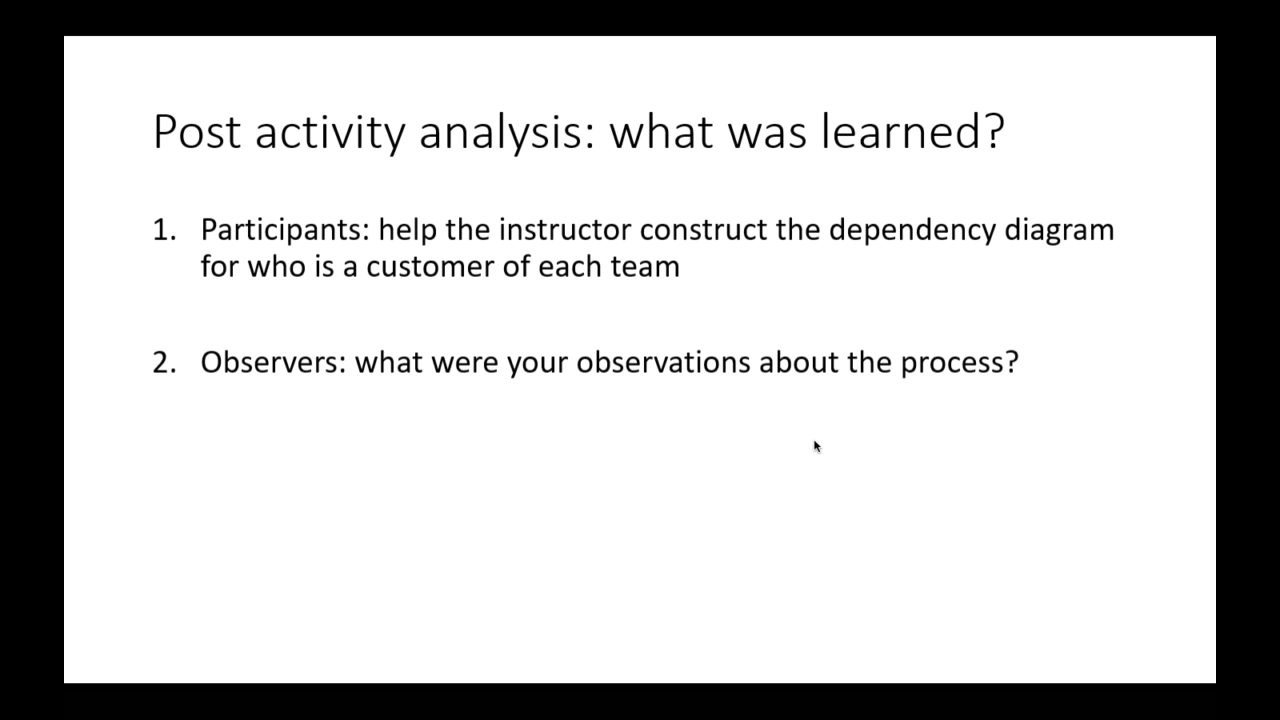 Post activity analysis: what was learned?
1. Participants: help the instructor construct the dependency diagram
for who is a customer of each team
2. Observers: what were your observations about the process?